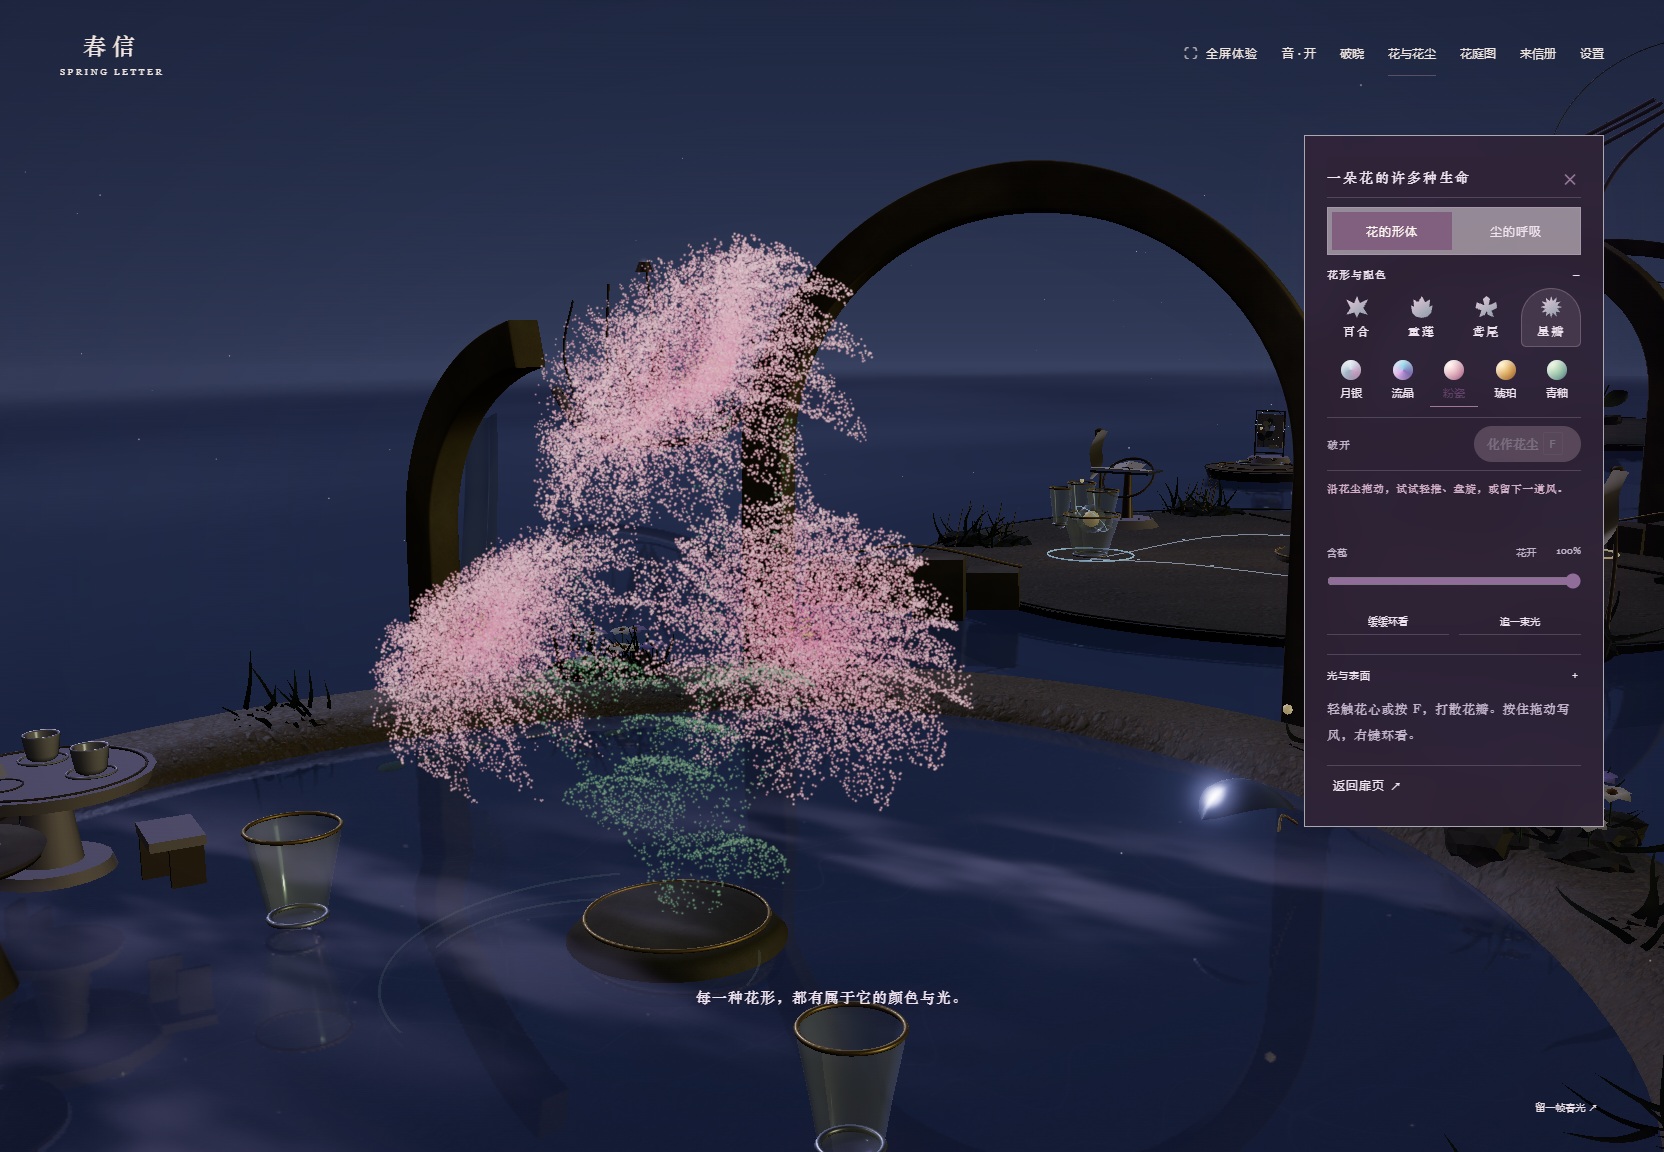 春信
SPRING LETTER
全屏体验 音·开 破晓 花与花尘 花庭图 来信册 设置
一朵花的许多种生命
花的形体 尘的呼吸
花形与配色 −
百合 重莲 鸢尾 星瓣
月银 流晶 粉瓷 琥珀 青釉
破开 化作花尘 F
沿花尘拖动，试试轻推、盘旋，或留下一道风。
含苞 花开 100%
缓缓环看 追一束光
光与表面 +
轻触花心或按 F，打散花瓣。按住拖动写
风，右键环看。
返回扉页 ↗
每一种花形，都有属于它的颜色与光。
留一帧春光 ↗